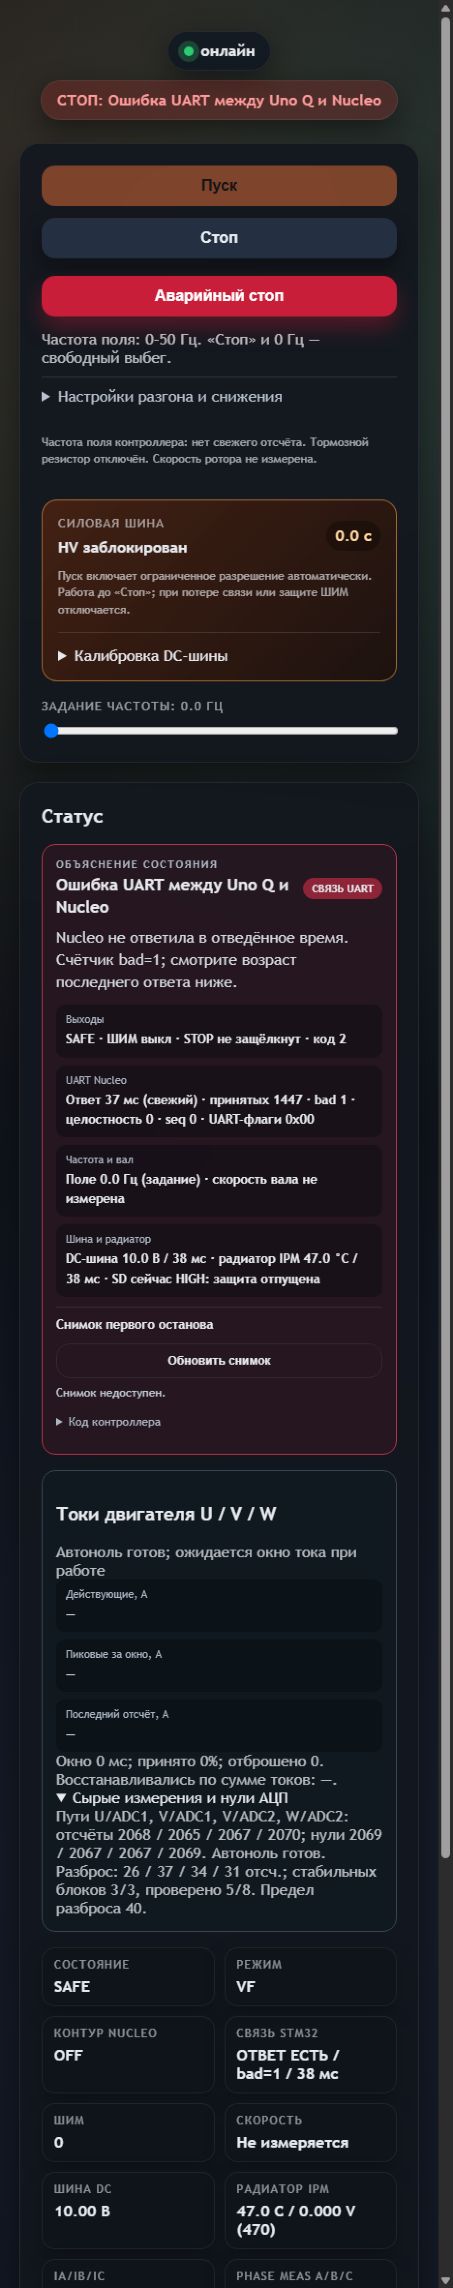 онлайн
СТОП: Ошибка UART между Uno Q и Nucleo
Пуск
Стоп
Аварийный стоп
Частота поля: 0-50 Гц. «Стоп» и 0 Гц —
свободный выбег.
▶ Настройки разгона и снижения
Частота поля контроллера: нет свежего отсчёта. Тормозной
резистор отключён. Скорость ротора не измерена.
СИЛОВАЯ ШИНА
HV заблокирован
0.0 с
Пуск включает ограниченное разрешение автоматически.
Работа до «Стоп»; при потере связи или защите ШИМ
отключается.
▶ Калибровка DC-шины
ЗАДАНИЕ ЧАСТОТЫ: 0.0 ГЦ
Статус
ОБЪЯСНЕНИЕ СОСТОЯНИЯ
Ошибка UART между Uno Q и
Nucleo
СВЯЗЬ UART
Nucleo не ответила в отведённое время.
Счётчик bad=1; смотрите возраст
последнего ответа ниже.
Выходы
SAFE · ШИМ выкл · STOP не защёлкнут · код 2
UART Nucleo
Ответ 37 мс (свежий) · принятых 1447 · bad 1 ·
целостность 0 · seq 0 · UART-флаги 0x00
Частота и вал
Поле 0.0 Гц (задание) · скорость вала не
измерена
Шина и радиатор
DC-шина 10.0 В / 38 мс · радиатор IPM 47.0 °C /
38 мс · SD сейчас HIGH: защита отпущена
Снимок первого останова
Обновить снимок
Снимок недоступен.
▶ Код контроллера
Токи двигателя U / V / W
Автоноль готов; ожидается окно тока при
работе
Действующие, А
—
Пиковые за окно, А
—
Последний отсчёт, А
—
Окно 0 мс; принято 0%; отброшено 0.
Восстанавливались по сумме токов: —.
▼ Сырые измерения и нули АЦП
Пути U/ADC1, V/ADC1, V/ADC2, W/ADC2:
отсчёты 2068 / 2065 / 2067 / 2070; нули 2069
/ 2067 / 2067 / 2069. Автоноль готов.
Разброс: 26 / 37 / 34 / 31 отсч.; стабильных
блоков 3/3, проверено 5/8. Предел
разброса 40.
СОСТОЯНИЕ
SAFE
РЕЖИМ
VF
КОНТУР NUCLEO
OFF
СВЯЗЬ STM32
ОТВЕТ ЕСТЬ /
bad=1 / 38 мс
ШИМ
0
СКОРОСТЬ
Не измеряется
ШИНА DC
10.00 В
РАДИАТОР IPM
47.0 C / 0.000 V
(470)
IA/IB/IC
PHASE MEAS A/B/C